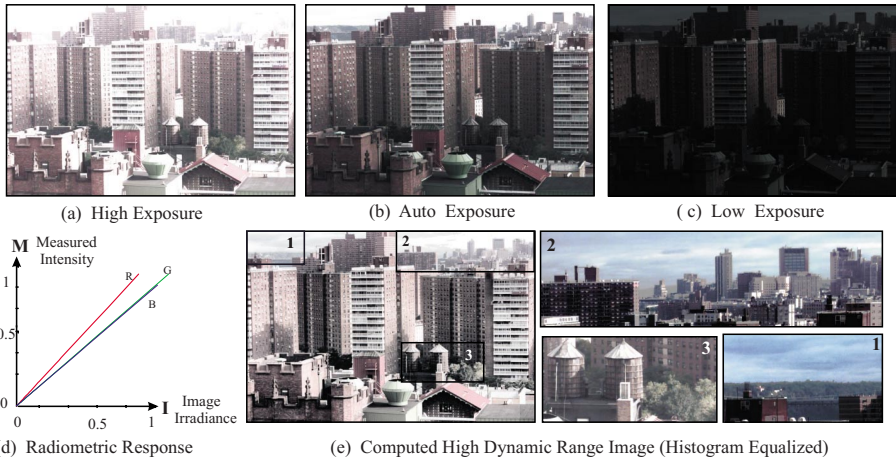 (a) High Exposure
(b) Auto Exposure
( c) Low Exposure
M Measured
Intensity
1
0.5
0
R
G
B
0
0.5
1
I Image
Irradiance
(d) Radiometric Response
1
2
3
2
3
1
(e) Computed High Dynamic Range Image (Histogram Equalized)